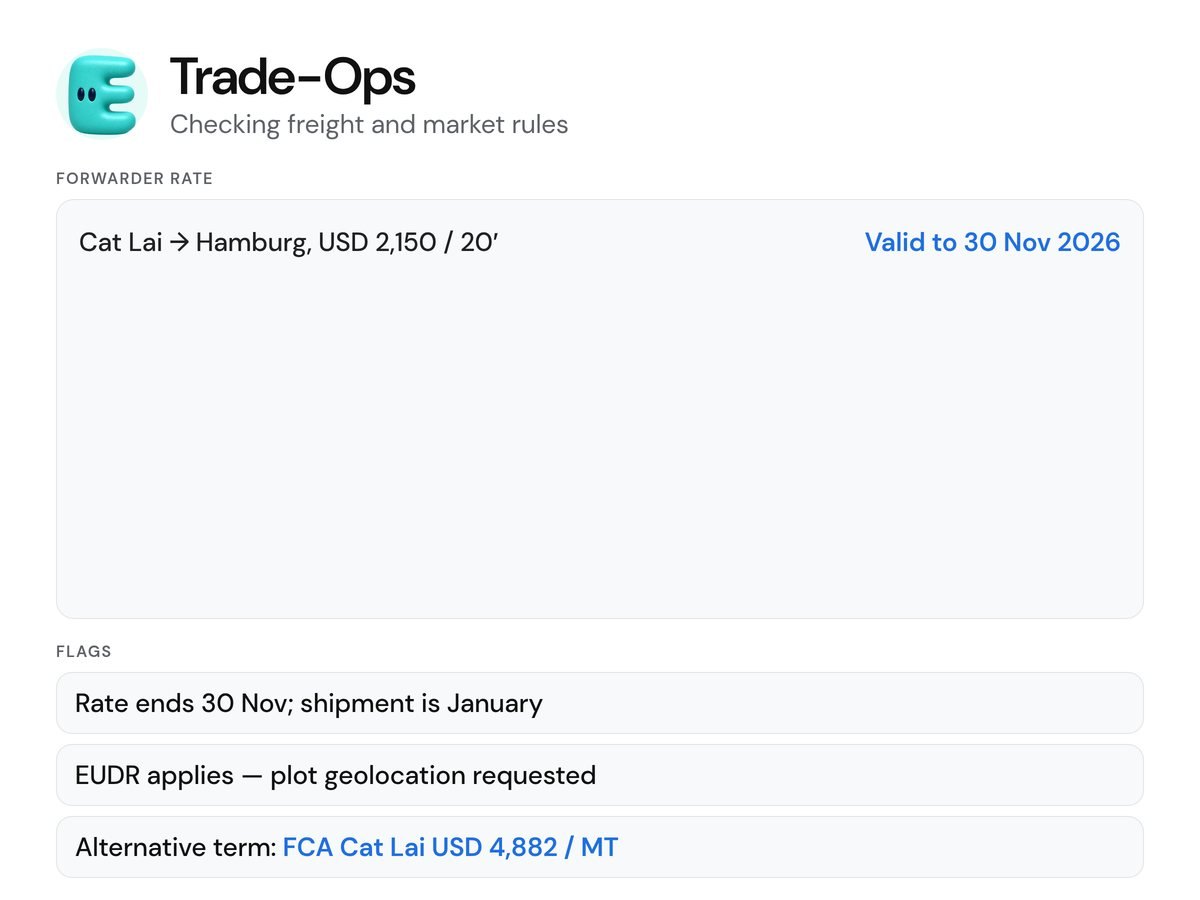 Trade-Ops
Checking freight and market rules
FORWARDER RATE
Cat Lai → Hamburg, USD 2,150 / 20′
Valid to 30 Nov 2026
FLAGS
Rate ends 30 Nov; shipment is January
EUDR applies — plot geolocation requested
Alternative term: FCA Cat Lai USD 4,882 / MT